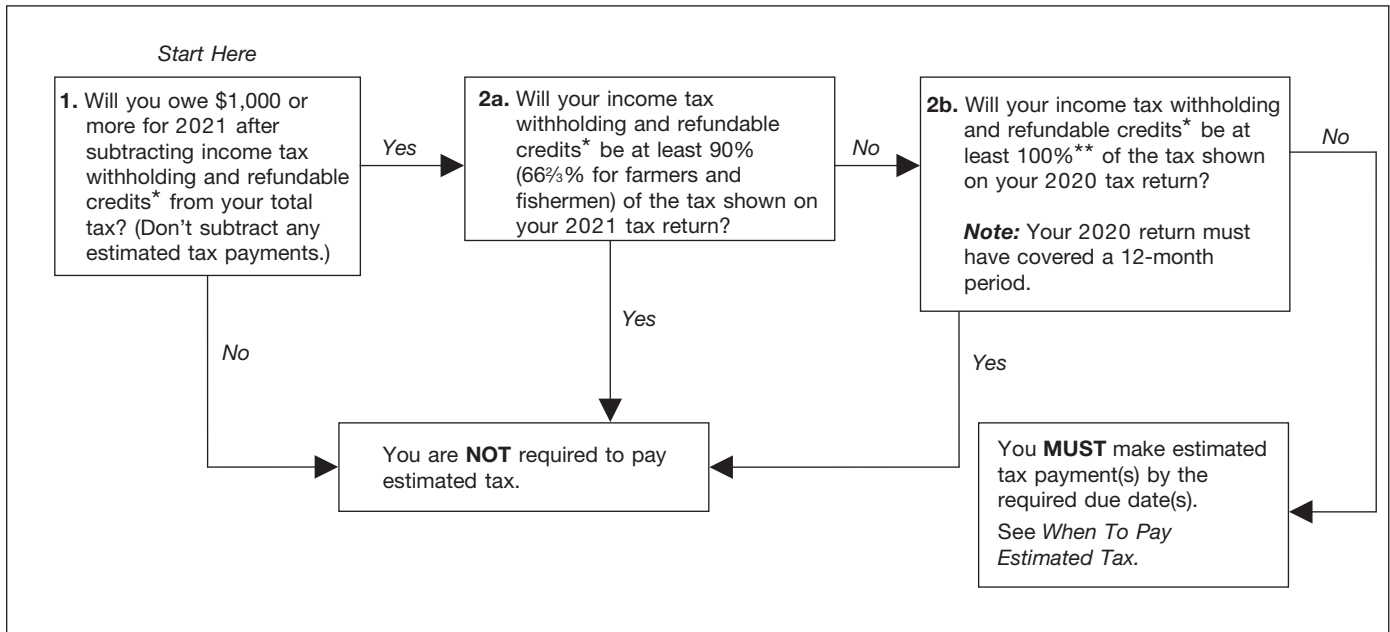 Start Here
1. Will you owe $1,000 or
more for 2021 after
subtracting income tax
withholding and refundable
credits* from your total
tax? (Don't subtract any
estimated tax payments.)
Yes
2a. Will your income tax
withholding and refundable
credits* be at least 90%
(66⅔% for farmers and
fishermen) of the tax shown on
your 2021 tax return?
No
2b. Will your income tax withholding
and refundable credits* be at
least 100%** of the tax shown
on your 2020 tax return?
Note: Your 2020 return must
have covered a 12-month
period.
No
No
Yes
Yes
You are NOT required to pay
estimated tax.
You MUST make estimated
tax payment(s) by the
required due date(s).
See When To Pay
Estimated Tax.